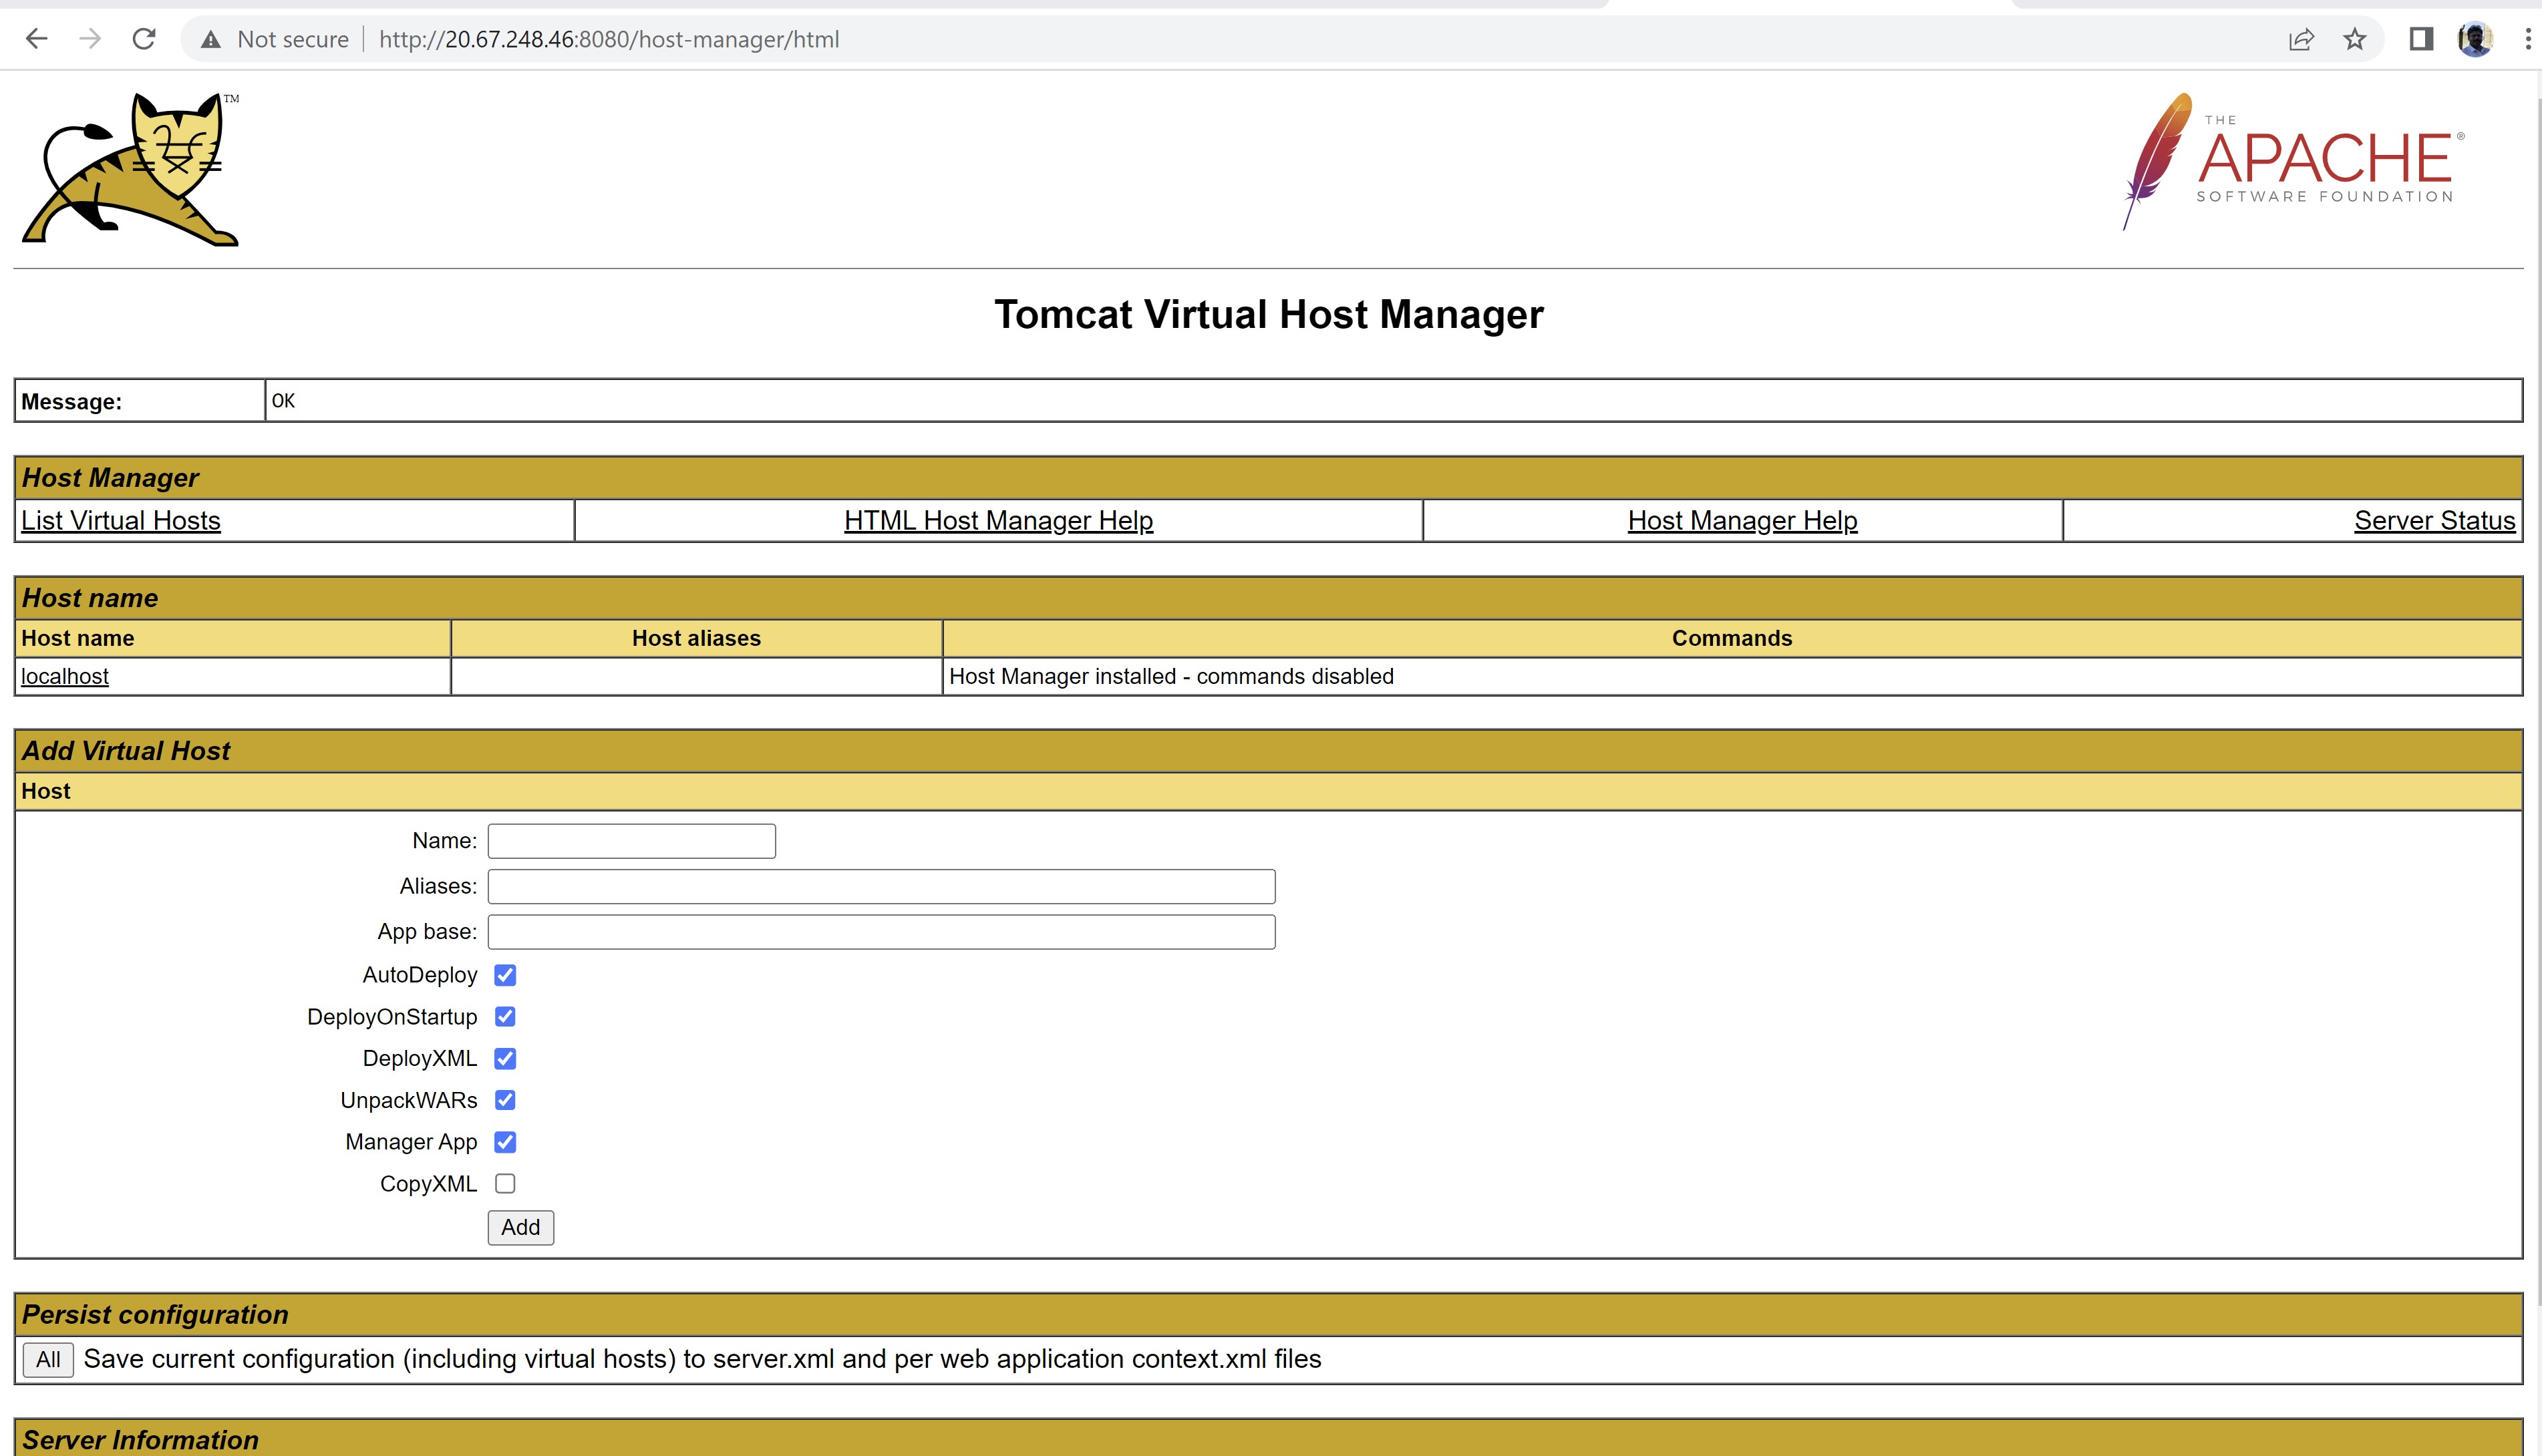 Not secure http://20.67.248.46:8080/host-manager/html
TM
THE
APACHE®
SOFTWARE FOUNDATION
Tomcat Virtual Host Manager
Message: OK
Host Manager
List Virtual Hosts HTML Host Manager Help Host Manager Help Server Status
Host name
Host name Host aliases Commands
localhost Host Manager installed - commands disabled
Add Virtual Host
Host
Name:
Aliases:
App base:
AutoDeploy
DeployOnStartup
DeployXML
UnpackWARs
Manager App
CopyXML
Add
Persist configuration
All Save current configuration (including virtual hosts) to server.xml and per web application context.xml files
Server Information